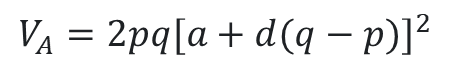 V_A = 2pq[a + d(q − p)]²